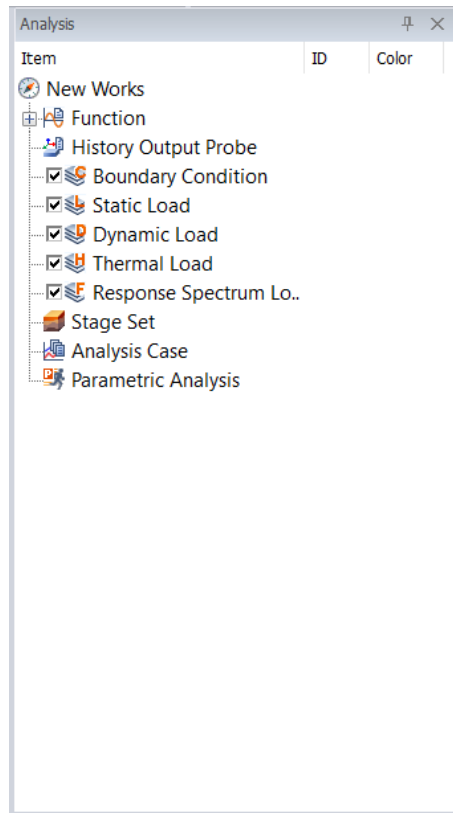 Analysis
Item ID Color
New Works
Function
History Output Probe
Boundary Condition
Static Load
Dynamic Load
Thermal Load
Response Spectrum Lo..
Stage Set
Analysis Case
Parametric Analysis